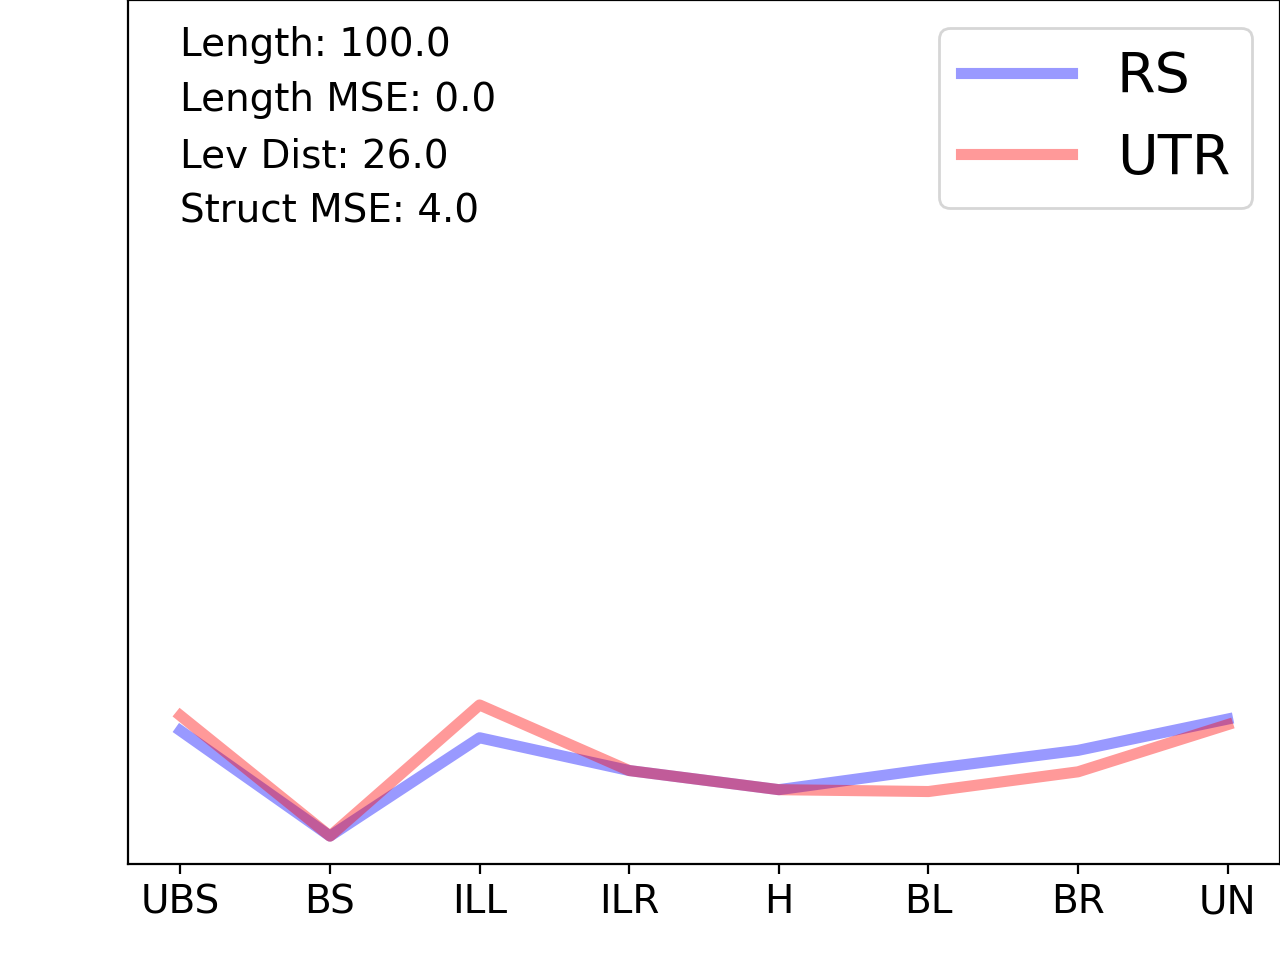 Length: 100.0
Length MSE: 0.0
Lev Dist: 26.0
Struct MSE: 4.0
RS
UTR
UBS BS ILL ILR H BL BR UN